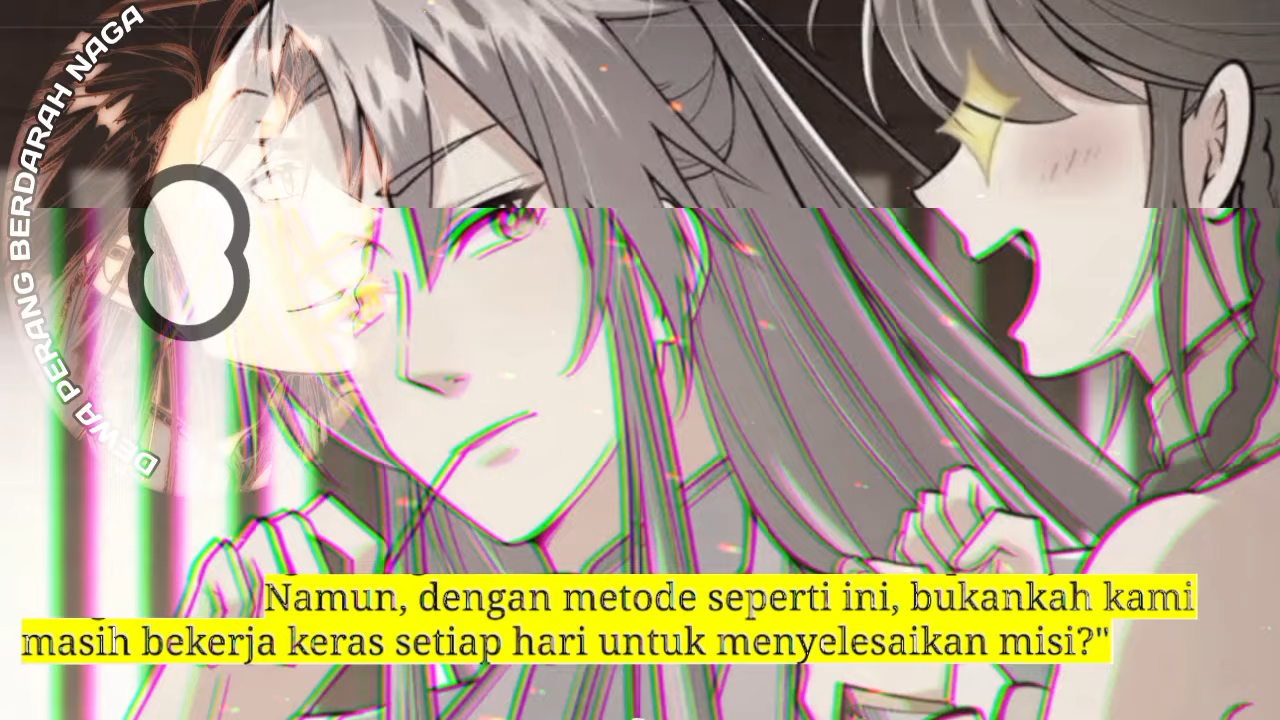 DEWA PERANG BERDARAH NAGA
Namun, dengan metode seperti ini, bukankah kami
masih bekerja keras setiap hari untuk menyelesaikan misi?"